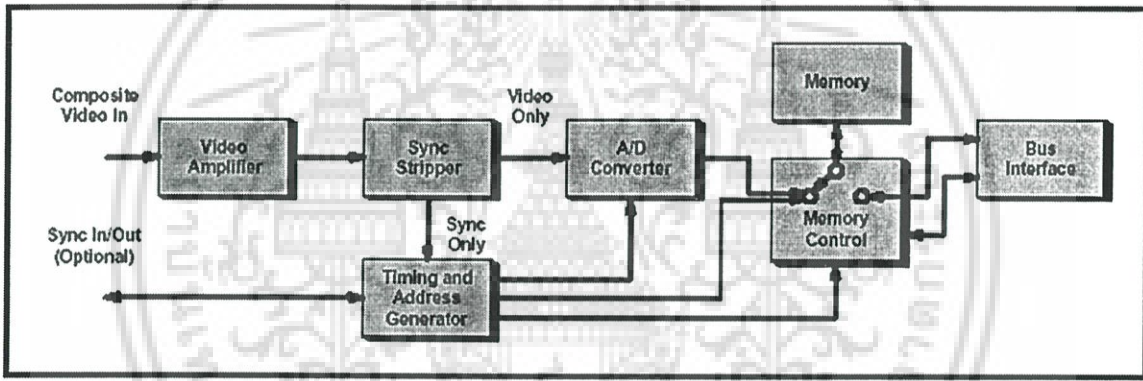 Composite
Video In
Video
Amplifier
Sync
Stripper
Video
Only
A/D
Converter
Memory
Memory
Control
Bus
Interface
Sync In/Out
(Optional)
Sync
Only
Timing and
Address
Generator